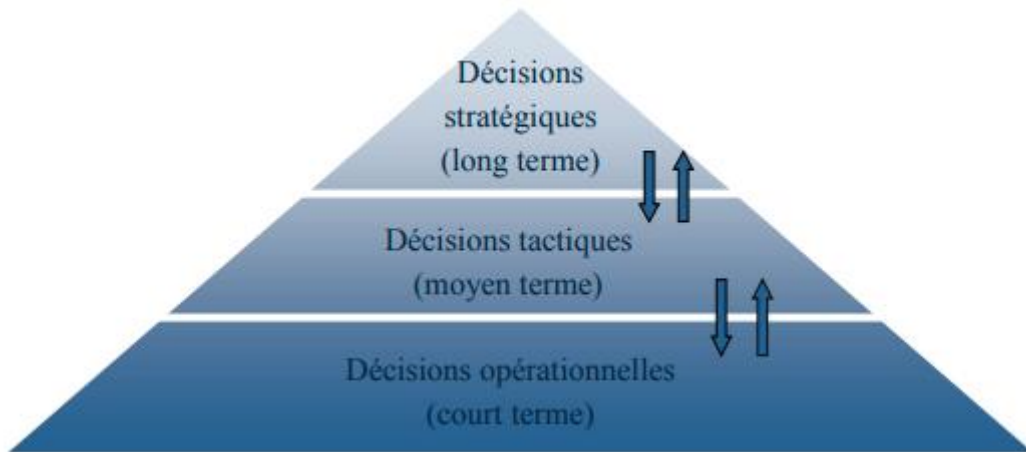 Décisions
stratégiques
(long terme)
Décisions tactiques
(moyen terme)
Décisions opérationnelles
(court terme)